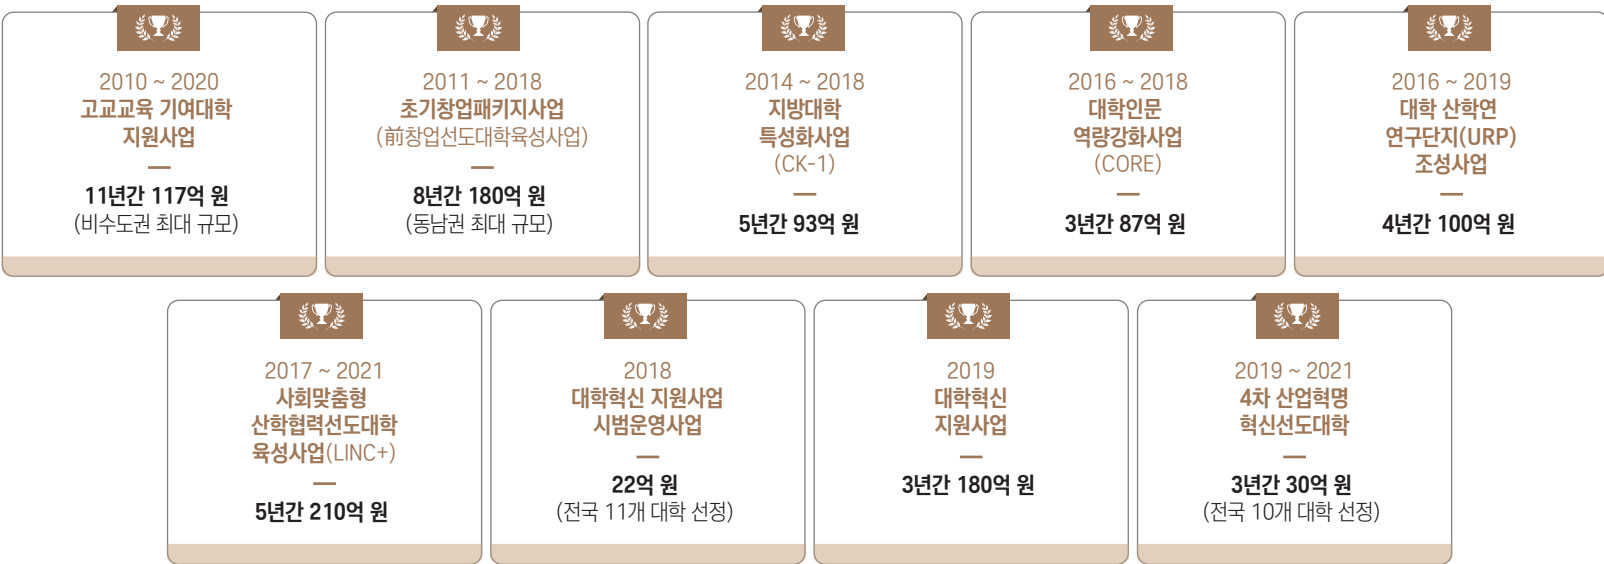 2010 ~ 2020
고교교육 기여대학
지원사업
11년간 117억 원
(비수도권 최대 규모)
2011 ~ 2018
초기창업패키지사업
(前창업선도대학육성사업)
8년간 180억 원
(동남권 최대 규모)
2014 ~ 2018
지방대학
특성화사업
(CK-1)
5년간 93억 원
2016 ~ 2018
대학인문
역량강화사업
(CORE)
3년간 87억 원
2016 ~ 2019
대학 산학연
연구단지(URP)
조성사업
4년간 100억 원
2017 ~ 2021
사회맞춤형
산학협력선도대학
육성사업(LINC+)
5년간 210억 원
2018
대학혁신 지원사업
시범운영사업
22억 원
(전국 11개 대학 선정)
2019
대학혁신
지원사업
3년간 180억 원
2019 ~ 2021
4차 산업혁명
혁신선도대학
3년간 30억 원
(전국 10개 대학 선정)